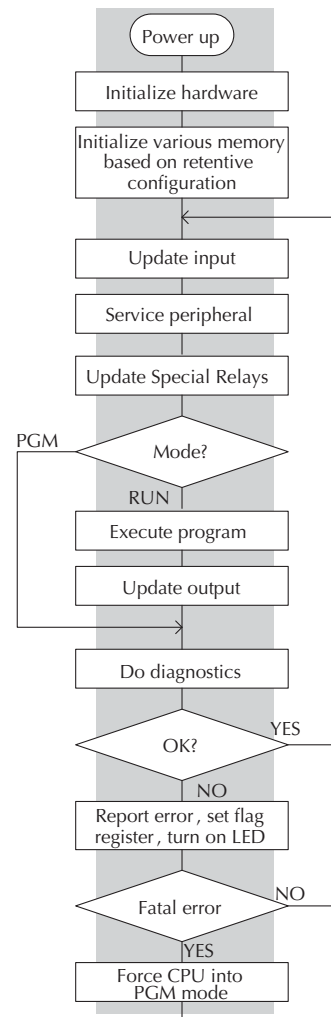 Power up
Initialize hardware
Initialize various memory
based on retentive
configuration
Update input
Service peripheral
Update Special Relays
PGM
Mode?
RUN
Execute program
Update output
Do diagnostics
YES
OK?
NO
Report error, set flag
register, turn on LED
NO
Fatal error
YES
Force CPU into
PGM mode